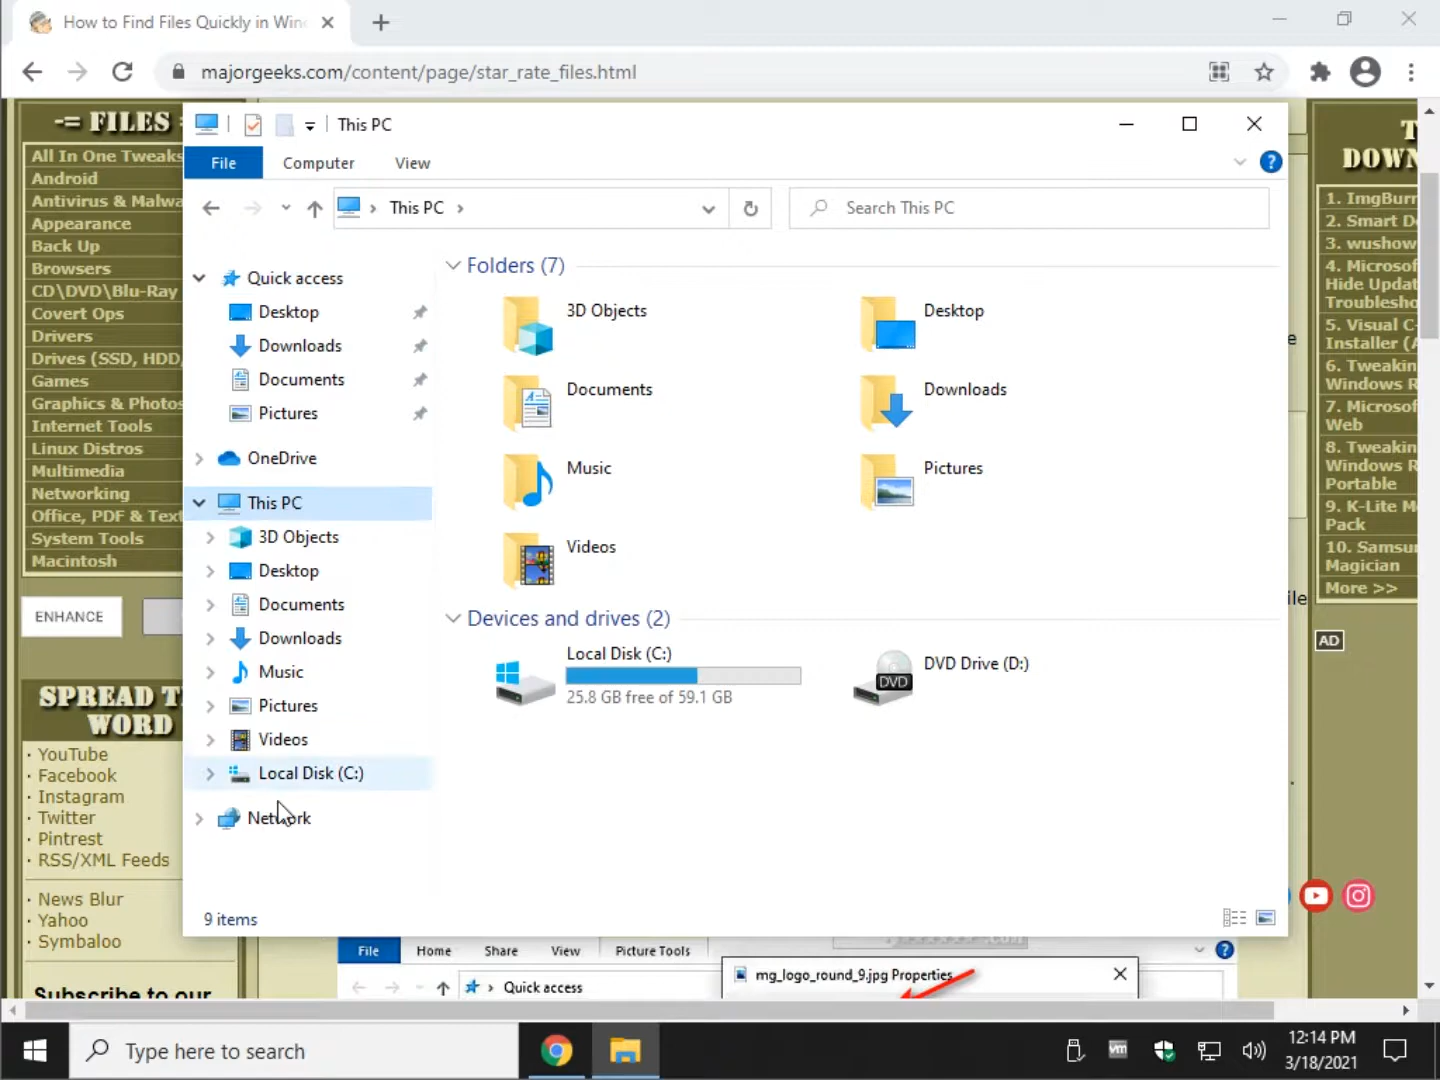 How to Find Files Quickly in Win
majorgeeks.com/content/page/star_rate_files.html
-= FILES
All In One Tweaks
Android
Antivirus & Malwa
Appearance
Back Up
Browsers
CD\DVD\Blu-Ray
Covert Ops
Drivers
Drives (SSD, HDD,
Games
Graphics & Photos
Internet Tools
Linux Distros
Multimedia
Networking
Office, PDF & Text
System Tools
Macintosh
ENHANCE
SPREAD T
WORD
· YouTube
· Facebook
· Instagram
· Twitter
· Pintrest
· RSS/XML Feeds
· News Blur
· Yahoo
· Symbaloo
Subscribe to our
This PC
File
Computer
View
This PC
Search This PC
Quick access
Desktop
Downloads
Documents
Pictures
OneDrive
This PC
3D Objects
Desktop
Documents
Downloads
Music
Pictures
Videos
Local Disk (C:)
Network
Folders (7)
3D Objects
Desktop
Documents
Downloads
Music
Pictures
Videos
Devices and drives (2)
Local Disk (C:)
25.8 GB free of 59.1 GB
DVD
DVD Drive (D:)
9 items
File
Home
Share
View
Picture Tools
Quick access
mg_logo_round_9.jpg Properties
e
ile
T
DOWN
1. ImgBurn
2. Smart De
3. wushow
4. Microsof
Hide Updat
Troublesho
5. Visual C
Installer (A
6. Tweakin
Windows R
7. Microsof
Web
8. Tweakin
Windows R
Portable
9. K-Lite M
Pack
10. Samsu
Magician
More >>
AD
Type here to search
vm
12:14 PM
3/18/2021